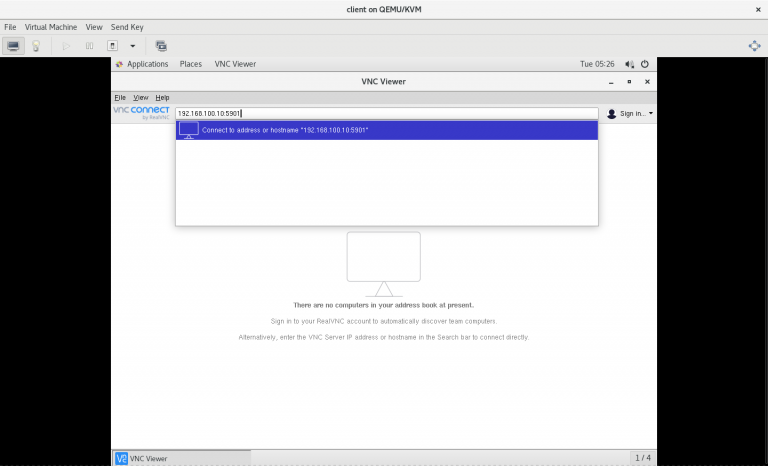 client on QEMU/KVM
File Virtual Machine View Send Key
Applications Places VNC Viewer Tue 05:26
VNC Viewer
File View Help
vnc connect
by RealVNC
192.168.100.10:5901
Sign in...
Connect to address or hostname "192.168.100.10:5901"
There are no computers in your address book at present.
Sign in to your RealVNC account to automatically discover team computers.
Alternatively, enter the VNC Server IP address or hostname in the Search bar to connect directly.
VNC Viewer
1 / 4